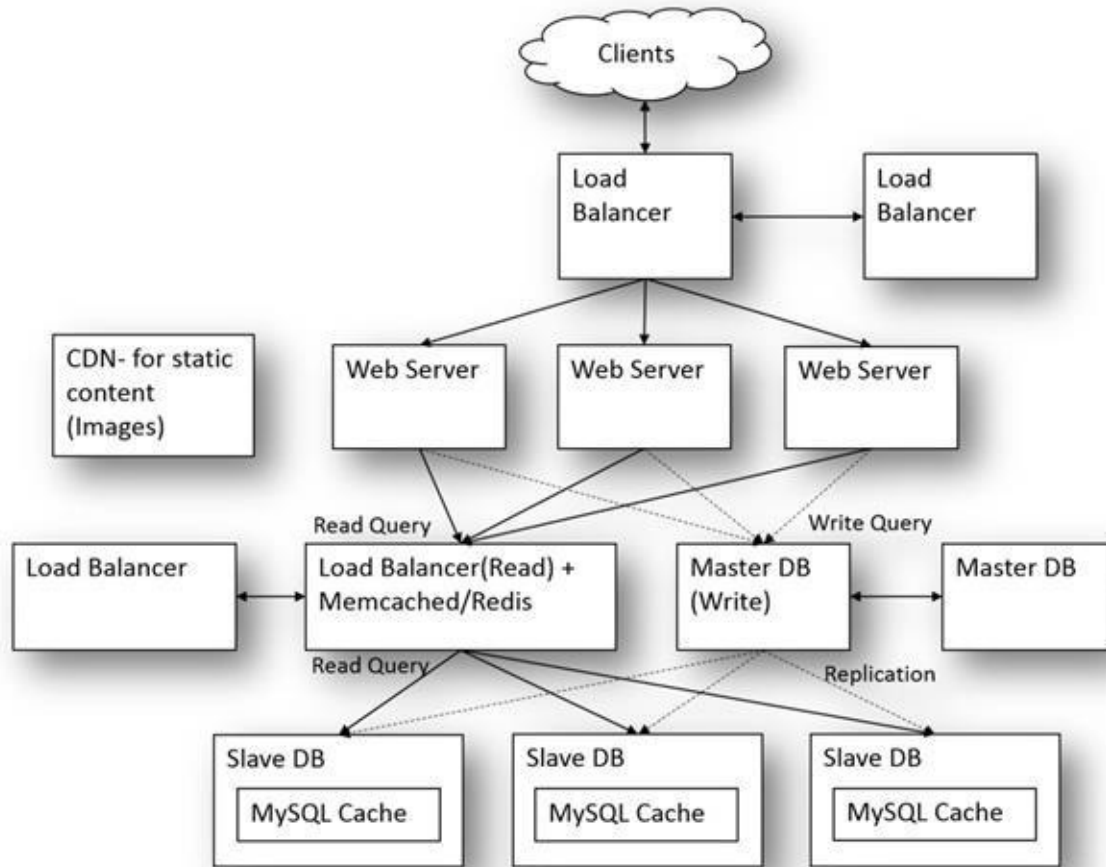 Clients
Load
Balancer
Load
Balancer
CDN- for static
content
(Images)
Web Server
Web Server
Web Server
Read Query
Write Query
Load Balancer
Load Balancer(Read) +
Memcached/Redis
Master DB
(Write)
Master DB
Read Query
Replication
Slave DB
MySQL Cache
Slave DB
MySQL Cache
Slave DB
MySQL Cache